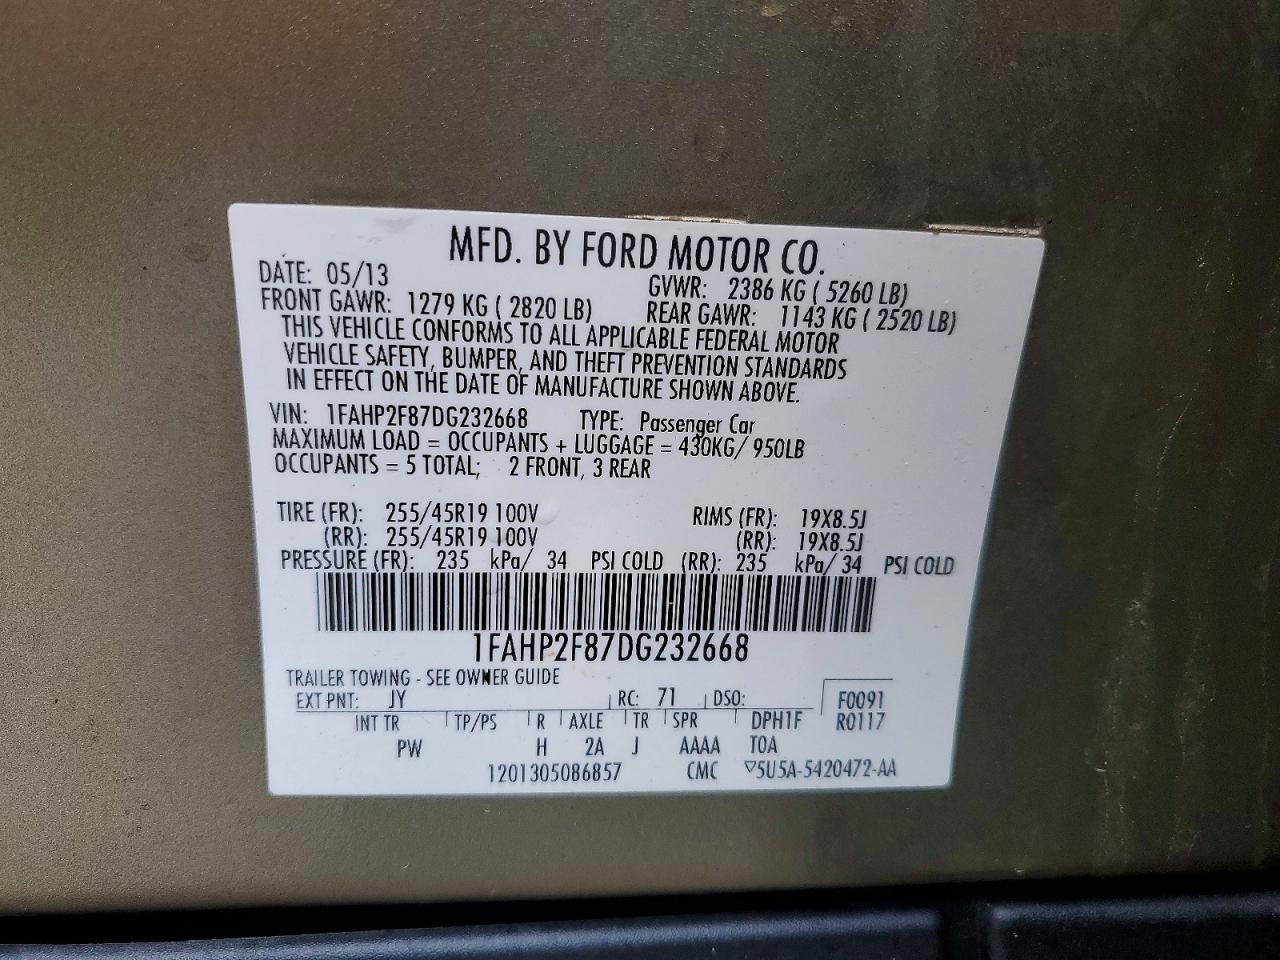 MFD. BY FORD MOTOR CO.
DATE: 05/13 GVWR: 2386 KG ( 5260 LB)
FRONT GAWR: 1279 KG ( 2820 LB) REAR GAWR: 1143 KG ( 2520 LB)
THIS VEHICLE CONFORMS TO ALL APPLICABLE FEDERAL MOTOR
VEHICLE SAFETY, BUMPER, AND THEFT PREVENTION STANDARDS
IN EFFECT ON THE DATE OF MANUFACTURE SHOWN ABOVE.
VIN: 1FAHP2F87DG232668 TYPE: Passenger Car
MAXIMUM LOAD = OCCUPANTS + LUGGAGE = 430KG/ 950LB
OCCUPANTS = 5 TOTAL; 2 FRONT, 3 REAR
TIRE (FR): 255/45R19 100V RIMS (FR): 19X8.5J
(RR): 255/45R19 100V (RR): 19X8.5J
PRESSURE (FR): 235 kPa/ 34 PSI COLD (RR): 235 kPa/ 34 PSI COLD
1FAHP2F87DG232668
TRAILER TOWING - SEE OWNER GUIDE
EXT PNT: JY RC: 71 DSO: F0091
INT TR TP/PS R AXLE TR SPR DPH1F R0117
PW H 2A J AAAA TOA
1201305086857 CMC ▽5U5A-5420472-AA